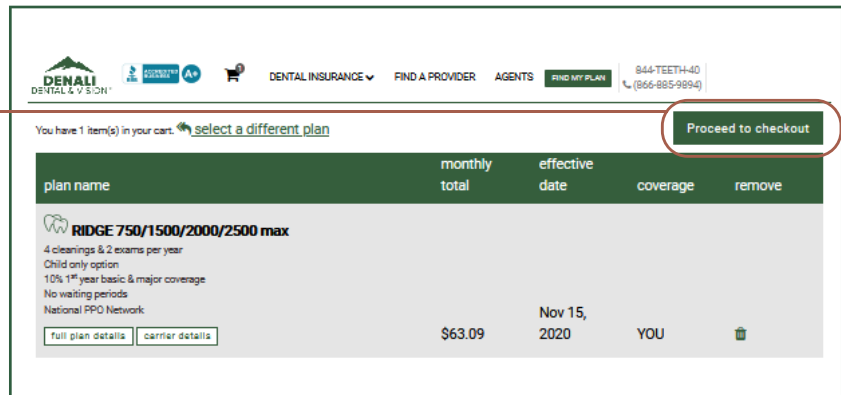 DENALI
DENTAL & VISION
ACCREDITED BUSINESS A+
DENTAL INSURANCE
FIND A PROVIDER
AGENTS
FIND MY PLAN
844-TEETH-40
(866-885-9894)
You have 1 item(s) in your cart. select a different plan
Proceed to checkout
plan name
monthly total
effective date
coverage
remove
RIDGE 750/1500/2000/2500 max
4 cleanings & 2 exams per year
Child only option
10% 1st year basic & major coverage
No waiting periods
National PPO Network
full plan details
carrier details
$63.09
Nov 15, 2020
YOU